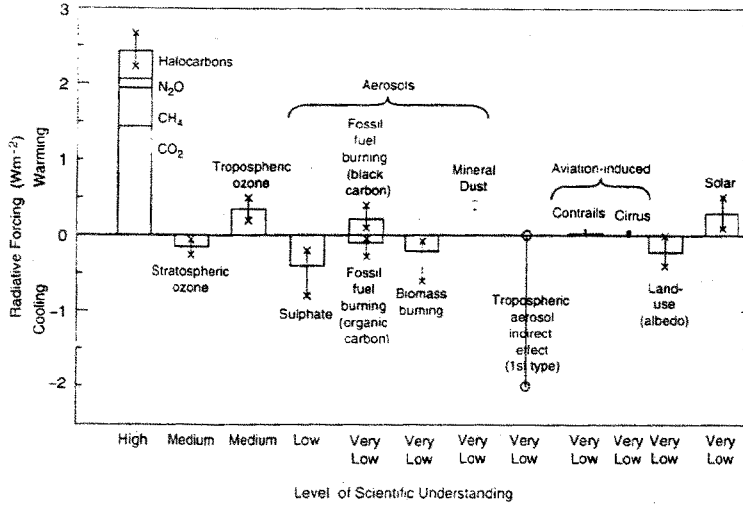 3
2
1
0
-1
-2
Radiative Forcing (Wm-2)
Cooling
Warming
Halocarbons
N2O
CH4
CO2
Stratospheric
ozone
Tropospheric
ozone
Aerosols
Sulphate
Fossil
fuel
burning
(black
carbon)
Fossil
fuel
burning
(organic
carbon)
Biomass
burning
Mineral
Dust
Tropospheric
aerosol
indirect
effect
(1st type)
Aviation-induced
Contrails
Cirrus
Land-
use
(albedo)
Solar
High
Medium
Medium
Low
Very
Low
Very
Low
Very
Low
Very
Low
Very
Low
Very
Low
Very
Low
Very
Low
Level of Scientific Understanding